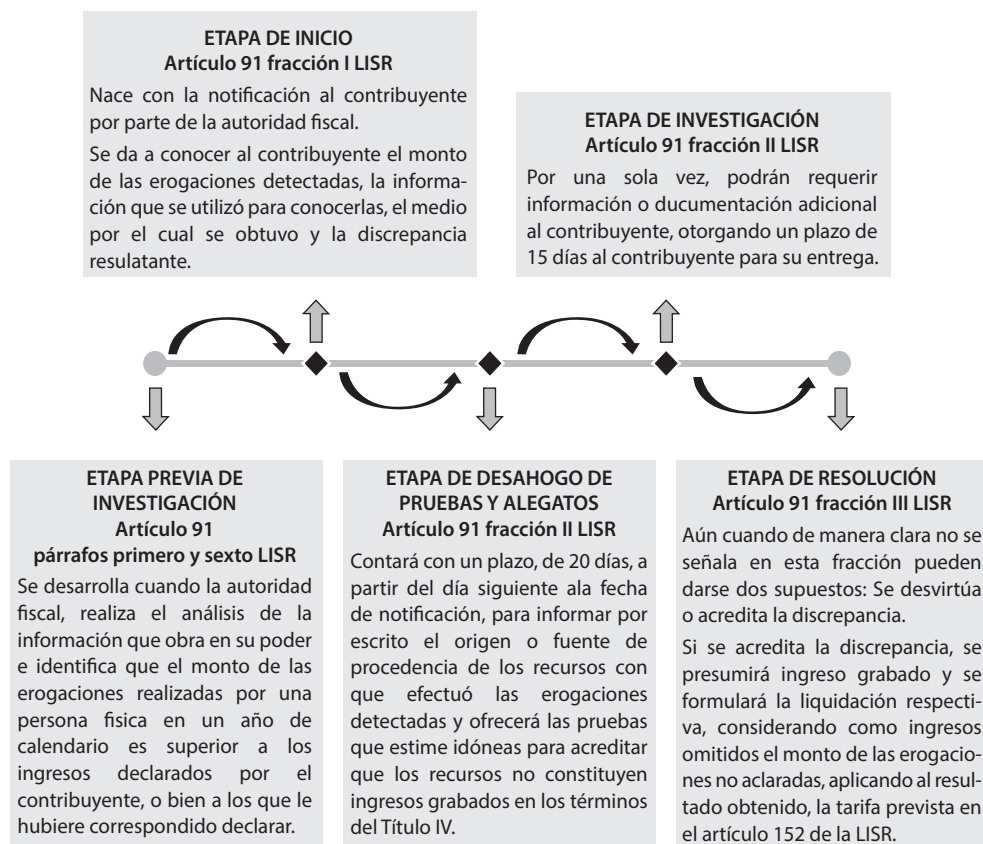 ETAPA DE INICIO
Artículo 91 fracción I LISR
Nace con la notificación al contribuyente
por parte de la autoridad fiscal.
Se da a conocer al contribuyente el monto
de las erogaciones detectadas, la informa-
ción que se utilizó para conocerlas, el medio
por el cual se obtuvo y la discrepancia
resulatante.
ETAPA DE INVESTIGACIÓN
Artículo 91 fracción II LISR
Por una sola vez, podrán requerir
información o ducumentación adicional
al contribuyente, otorgando un plazo de
15 días al contribuyente para su entrega.
ETAPA PREVIA DE
INVESTIGACIÓN
Artículo 91
párrafos primero y sexto LISR
Se desarrolla cuando la autoridad
fiscal, realiza el análisis de la
información que obra en su poder
e identifica que el monto de las
erogaciones realizadas por una
persona fisica en un año de
calendario es superior a los
ingresos declarados por el
contribuyente, o bien a los que le
hubiere correspondido declarar.
ETAPA DE DESAHOGO DE
PRUEBAS Y ALEGATOS
Artículo 91 fracción II LISR
Contará con un plazo, de 20 días, a
partir del día siguiente ala fecha
de notificación, para informar por
escrito el origen o fuente de
procedencia de los recursos con
que efectuó las erogaciones
detectadas y ofrecerá las pruebas
que estime idóneas para acreditar
que los recursos no constituyen
ingresos grabados en los términos
del Título IV.
ETAPA DE RESOLUCIÓN
Artículo 91 fracción III LISR
Aún cuando de manera clara no se
señala en esta fracción pueden
darse dos supuestos: Se desvirtúa
o acredita la discrepancia.
Si se acredita la discrepancia, se
presumirá ingreso grabado y se
formulará la liquidación respecti-
va, considerando como ingresos
omitidos el monto de las erogacio-
nes no aclaradas, aplicando al resul-
tado obtenido, la tarifa prevista en
el artículo 152 de la LISR.